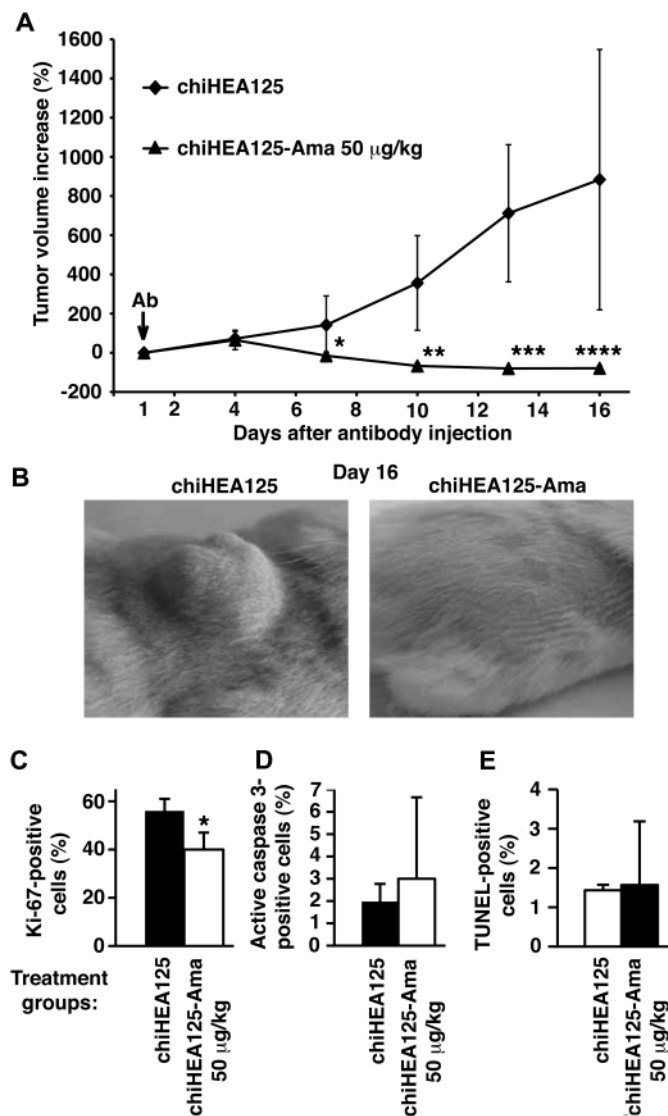 A
1600
1400
1200
1000
800
600
400
200
0
-200
Tumor volume increase (%)
chiHEA125
chiHEA125-Ama 50 µg/kg
Ab
*
**
***
****
1 2 4 6 8 10 12 14 16
Days after antibody injection
B
Day 16
chiHEA125
chiHEA125-Ama
C
Ki-67-positive
cells (%)
60
40
20
0
*
D
Active caspase 3-
positive cells (%)
7
6
5
4
3
2
1
0
E
TUNEL-positive
cells (%)
4
3
2
1
0
Treatment
groups:
chiHEA125
chiHEA125-Ama
50 µg/kg
chiHEA125
chiHEA125-Ama
50 µg/kg
chiHEA125
chiHEA125-Ama
50 µg/kg